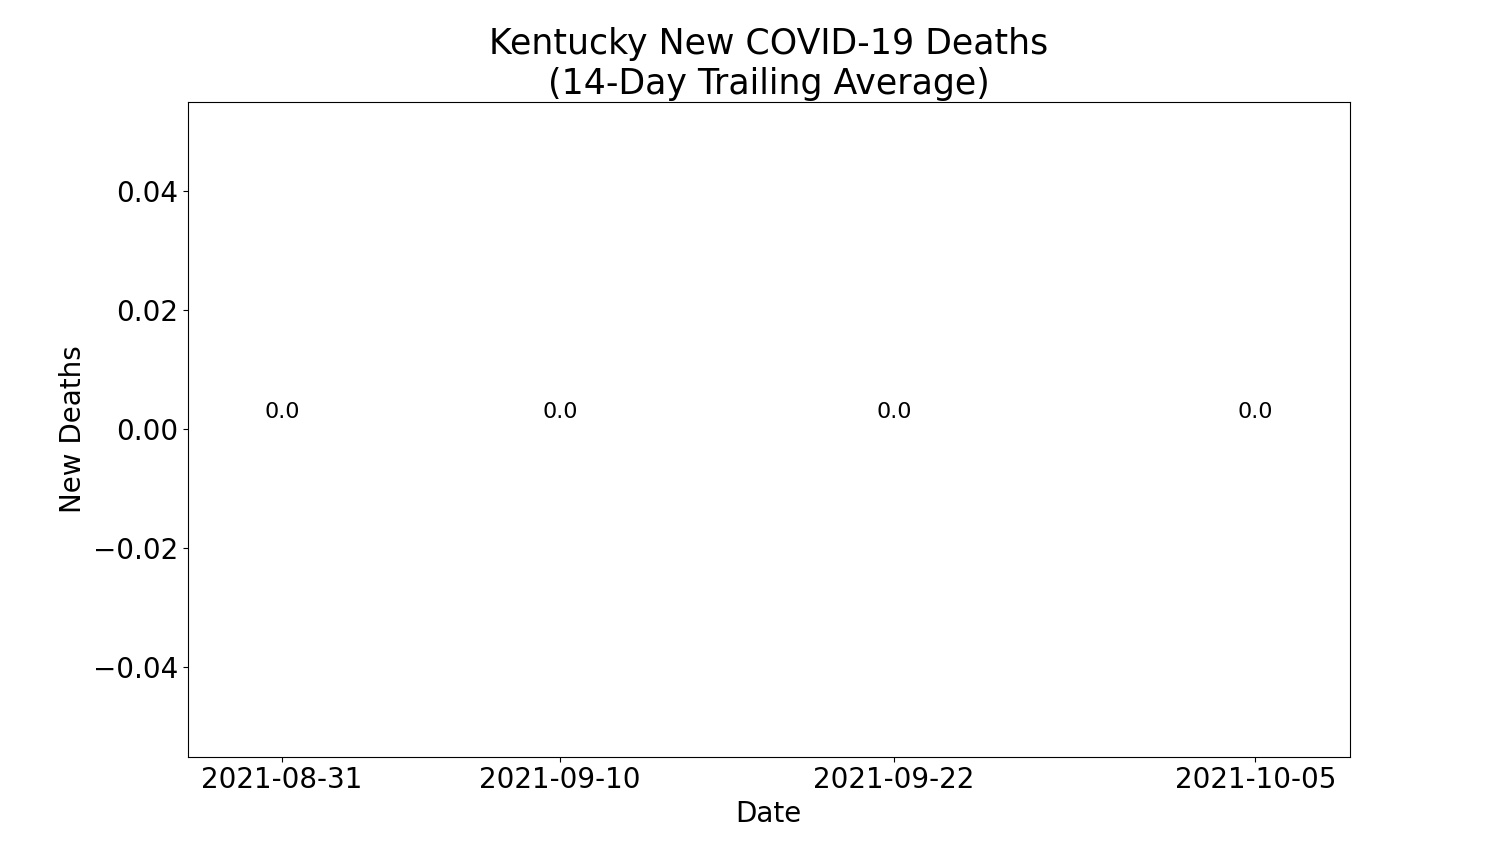 Kentucky New COVID-19 Deaths
(14-Day Trailing Average)
0.04
0.02
0.00
−0.02
−0.04
New Deaths
0.0 0.0 0.0 0.0
2021-08-31 2021-09-10 2021-09-22 2021-10-05
Date